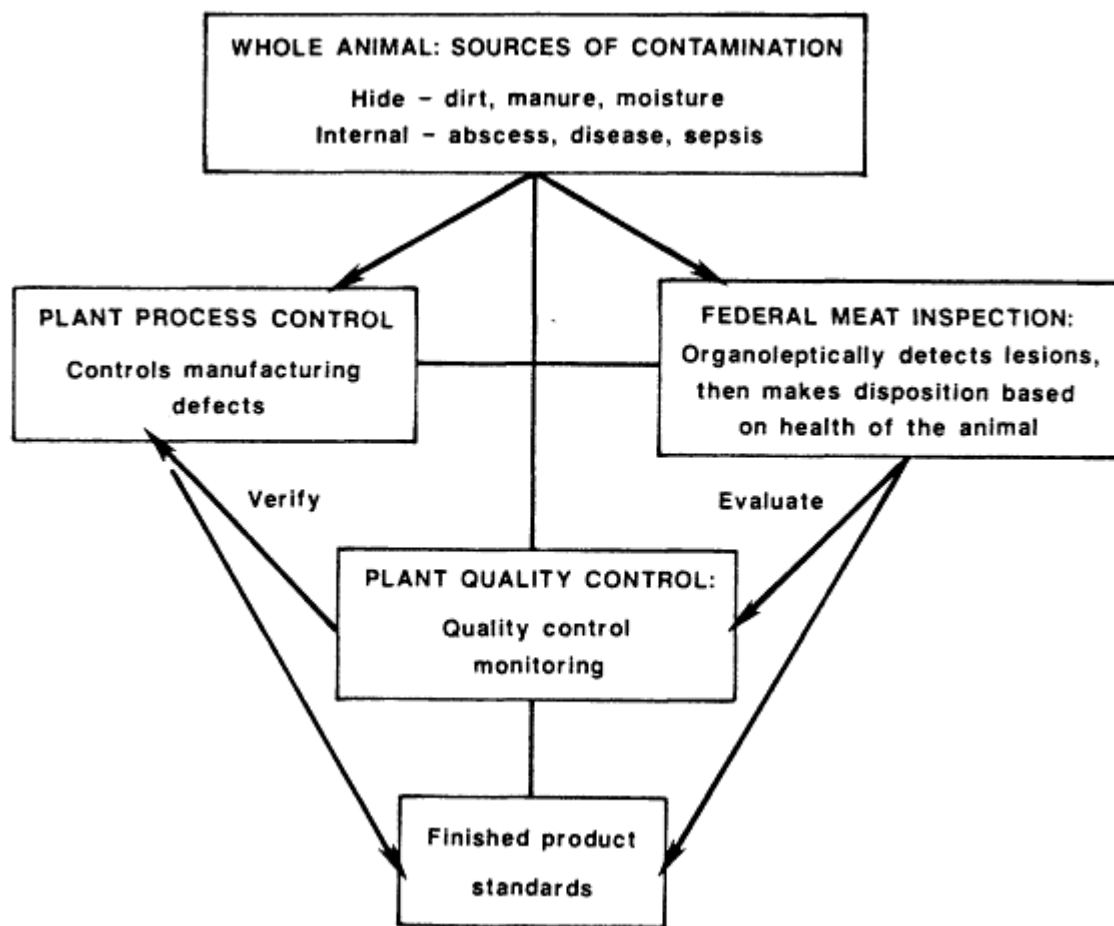 WHOLE ANIMAL: SOURCES OF CONTAMINATION
Hide – dirt, manure, moisture
Internal – abscess, disease, sepsis
PLANT PROCESS CONTROL
Controls manufacturing
defects
FEDERAL MEAT INSPECTION:
Organoleptically detects lesions,
then makes disposition based
on health of the animal
Verify
Evaluate
PLANT QUALITY CONTROL:
Quality control
monitoring
Finished product
standards